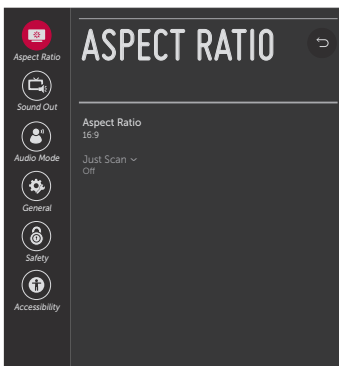 Aspect Ratio
Sound Out
Audio Mode
General
Safety
Accessibility
ASPECT RATIO
Aspect Ratio
16:9
Just Scan
Off